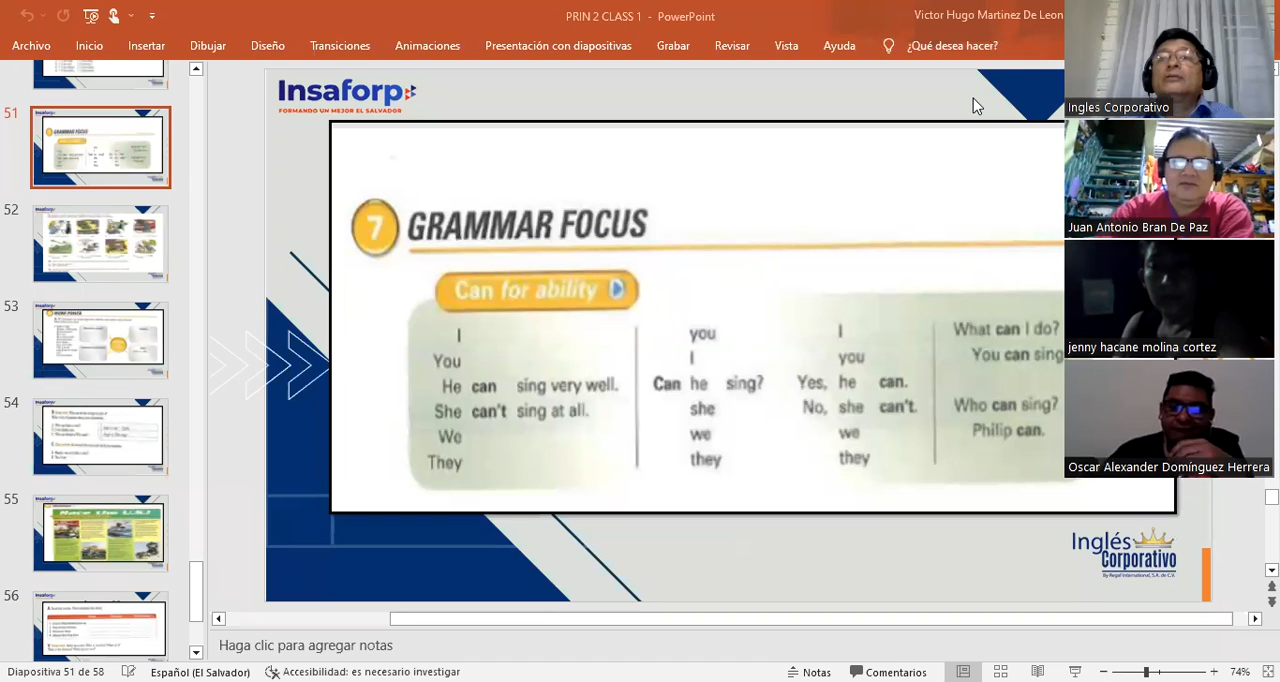 PRIN 2 CLASS 1 - PowerPoint
Victor Hugo Martinez De Leon
Archivo Inicio Insertar Dibujar Diseño Transiciones Animaciones Presentación con diapositivas Grabar Revisar Vista Ayuda ¿Qué desea hacer?
51
52
53
54
55
56
Insaforp
FORMANDO UN MEJOR EL SALVADOR
7 GRAMMAR FOCUS
Can for ability
I
You
He can sing very well.
She can't sing at all.
We
They
you
I
Can he sing?
she
we
they
I
you
Yes, he can.
No, she can't.
we
they
What can I do?
You can sing
Who can sing?
Philip can.
Inglés
Corporativo
By Regal International, S.A. de C.V.
Ingles Corporativo
Juan Antonio Bran De Paz
jenny hacane molina cortez
Oscar Alexander Domínguez Herrera
Haga clic para agregar notas
Diapositiva 51 de 58 Español (El Salvador) Accesibilidad: es necesario investigar Notas Comentarios 74%